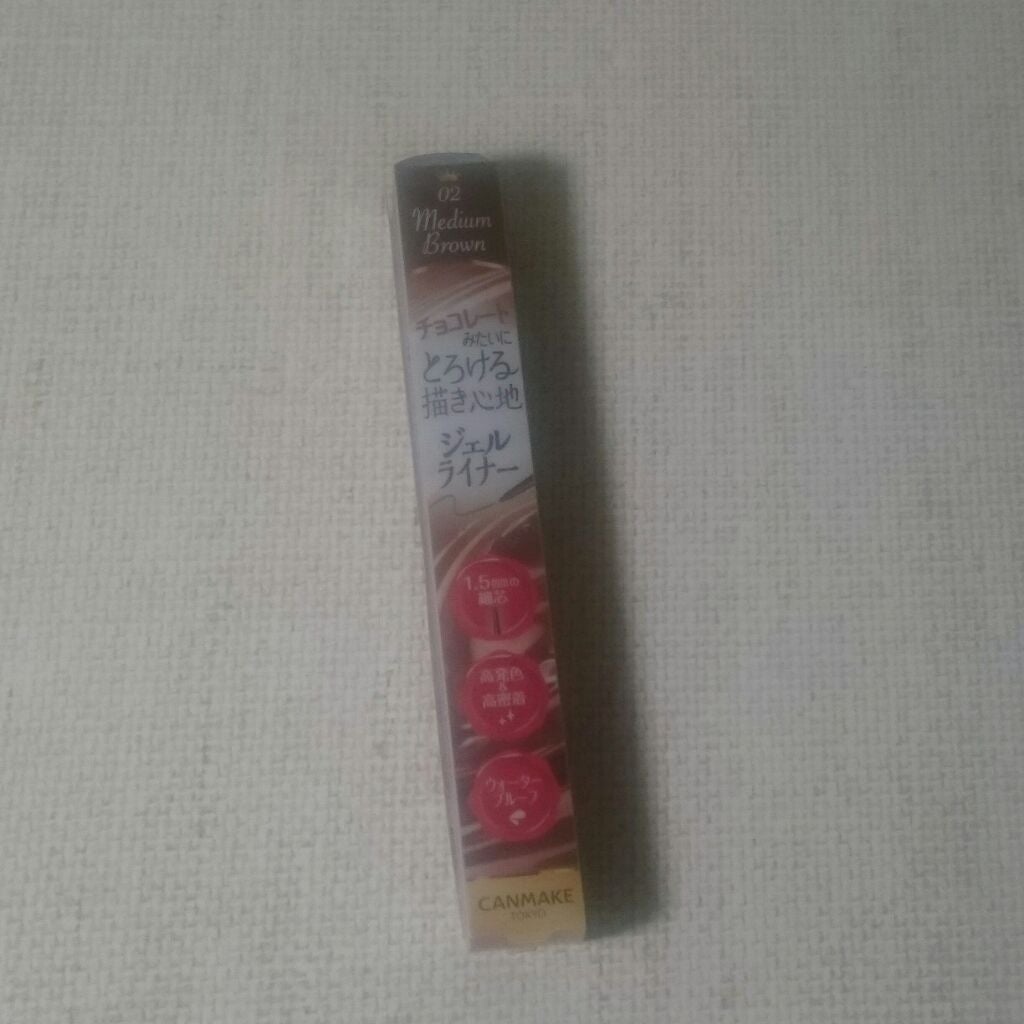 02
Medium
Brown
チョコレート
みたいに
とろける
描き心地
ジェル
ライナー
1.5mmの
細芯
高発色
&
高密着
ウォーター
プルーフ
CANMAKE
TOKYO